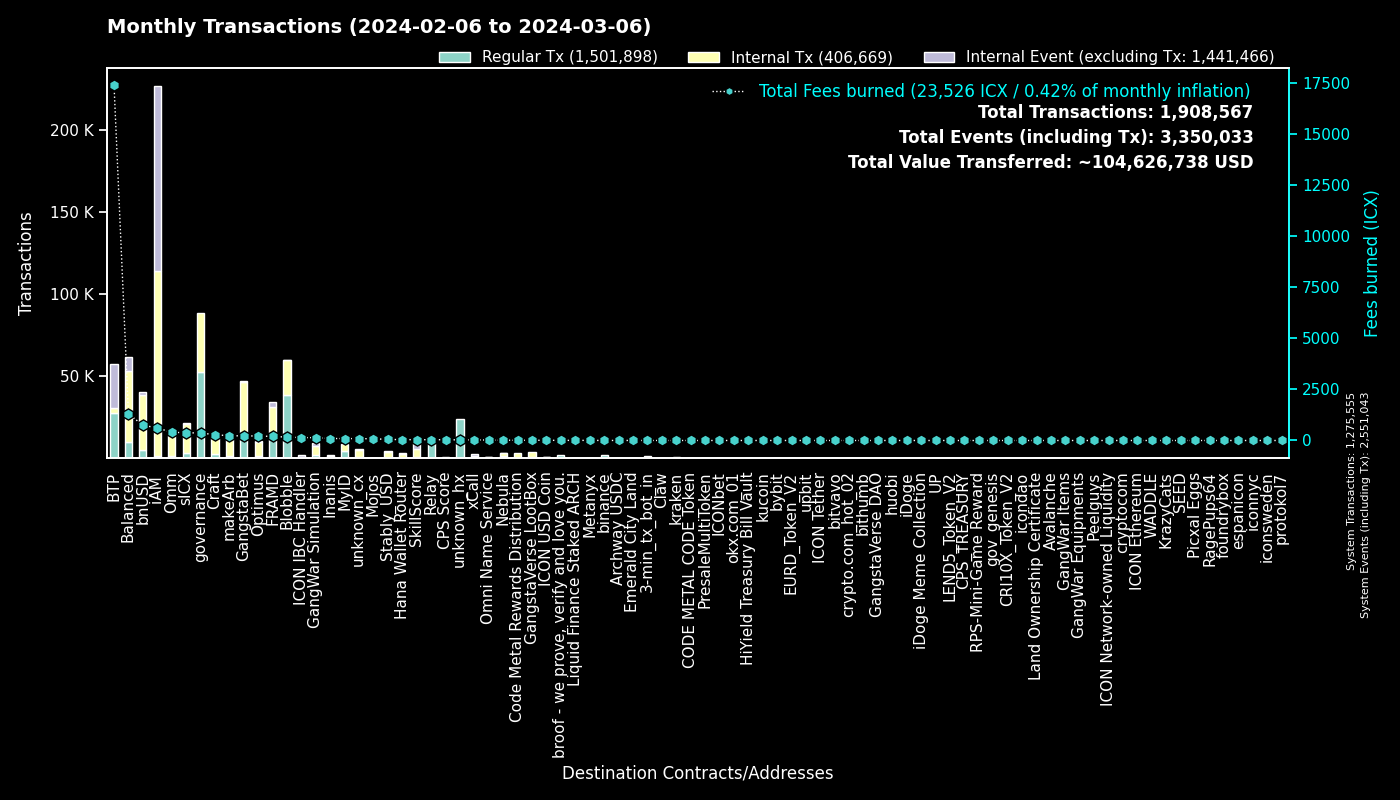 Monthly Transactions (2024-02-06 to 2024-03-06)
Regular Tx (1,501,898)
Internal Tx (406,669)
Internal Event (excluding Tx: 1,441,466)
Total Fees burned (23,526 ICX / 0.42% of monthly inflation)
Total Transactions: 1,908,567
Total Events (including Tx): 3,350,033
Total Value Transferred: ~104,626,738 USD
Transactions
200 K
150 K
100 K
50 K
17500
15000
12500
10000
7500
5000
2500
0
Fees burned (ICX)
System Transactions: 1,275,555
System Events (including Tx): 2,551,043
BTP
Balanced
bnUSD
iAM
Omm
sICX
governance
Craft
makeArb
GangstaBet
Optimus
FRAMD
Blobble
ICON IBC Handler
GangWar Simulation
Inanis
MyID
unknown_cx
Mojos
Stably_USD
Hana Wallet Router
SkillScore
Relay
CPS Score
unknown_hx
xCall
Omni Name Service
Nebula
Code Metal Rewards Distribution
GangstaVerse LootBox
ICON_USD Coin
broof - we prove, verify and love you.
Liquid Finance Staked ARCH
Metanyx
binance
Archway_USDC
Emerald City Land
3-min_tx_bot_in
Claw
kraken
CODE METAL CODE Token
PresaleMultiToken
ICONbet
okx.com_01
HiYield Treasury Bill Vault
kucoin
bybit
EURD_Token_V2
upbit
ICON_Tether
bitvavo
crypto.com_hot_02
bithumb
GangstaVerse DAO
huobi
iDoge
iDoge Meme Collection
UP
LEND5_Token_V2
CPS_TREASURY
RPS-Mini-Game Reward
gov_genesis
CRI10X_Token_V2
icondao
Land Ownership Certificate
Avalanche
GangWar Items
GangWar Equipments
Peelguys
ICON Network-owned Liquidity
cryptocom
ICON_Ethereum
WADDLE
KrazyCats
SEED
Picxal Eggs
RagePups64
foundrybox
espanicon
iconnyc
iconsweden
protokol7
Destination Contracts/Addresses